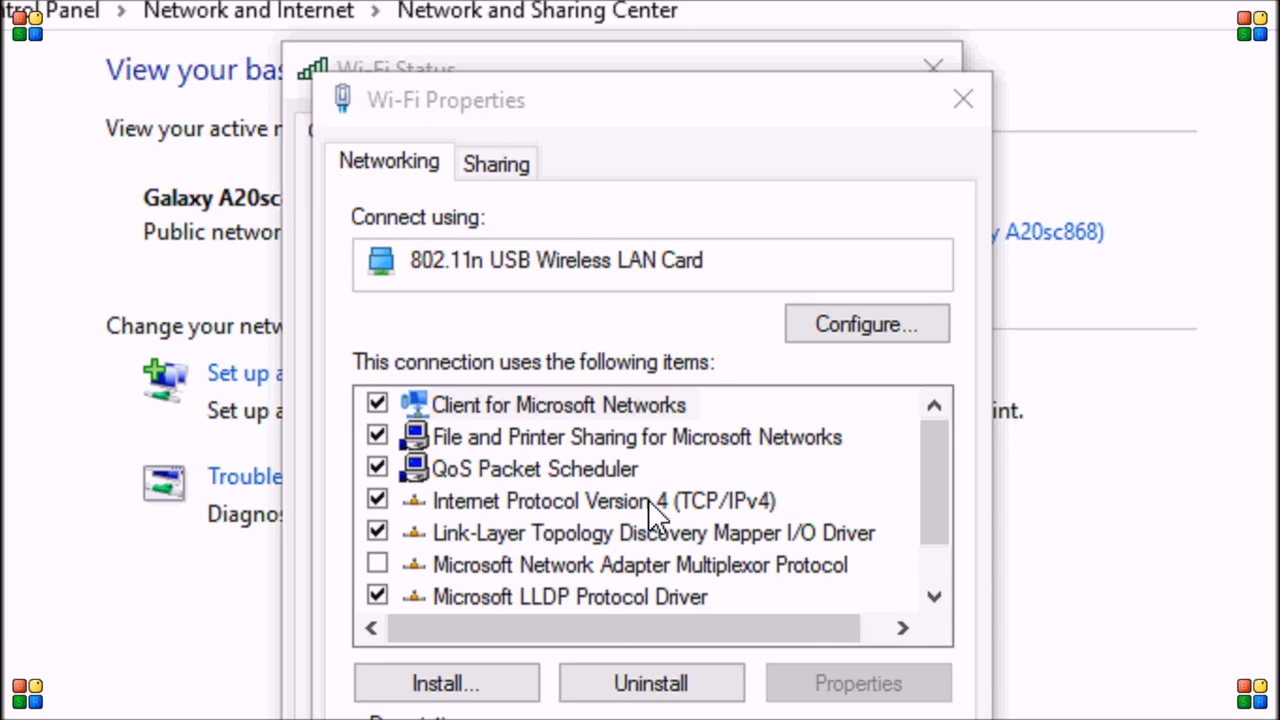 trol Panel > Network and Internet > Network and Sharing Center
View your bas
Wi-Fi Status
Wi-Fi Properties
View your active n
Networking
Sharing
Galaxy A20sc
Public networ
y A20sc868)
Connect using:
802.11n USB Wireless LAN Card
Configure...
Change your netw
This connection uses the following items:
Set up a
Set up a
int.
Client for Microsoft Networks
File and Printer Sharing for Microsoft Networks
QoS Packet Scheduler
Internet Protocol Version 4 (TCP/IPv4)
Link-Layer Topology Discovery Mapper I/O Driver
Microsoft Network Adapter Multiplexor Protocol
Microsoft LLDP Protocol Driver
Trouble
Diagnos
Install...
Uninstall
Properties